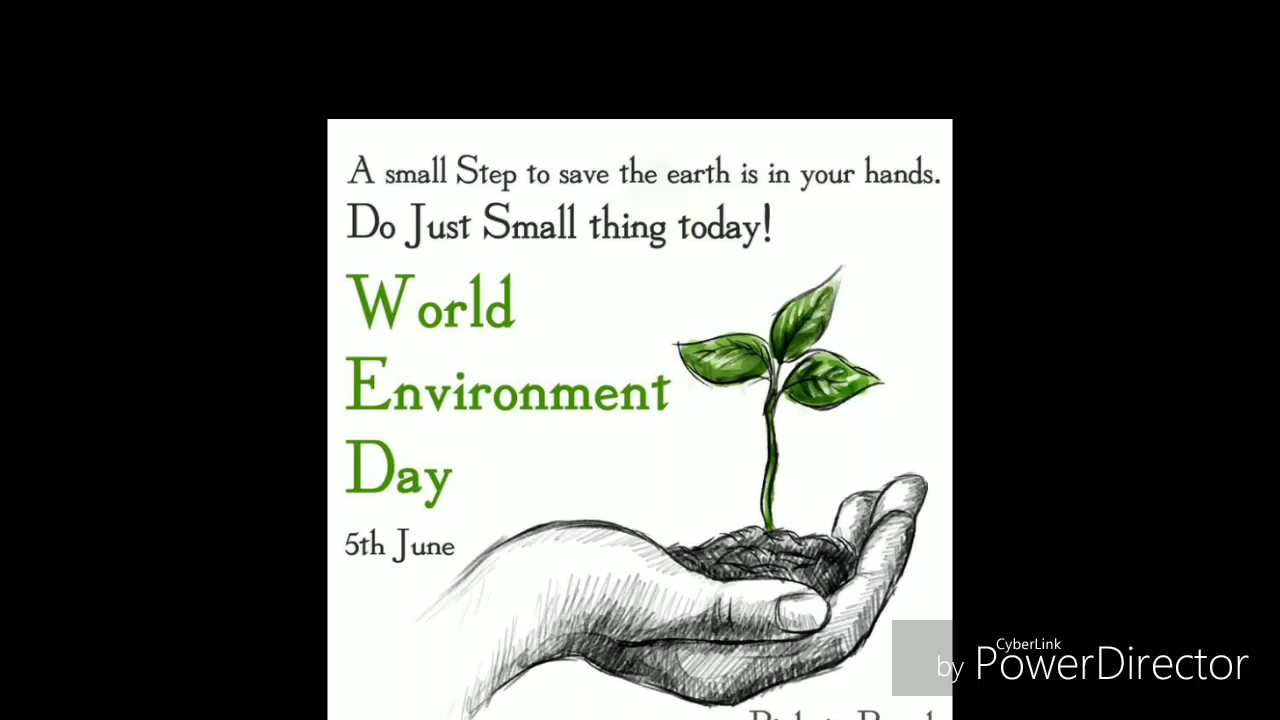 A small Step to save the earth is in your hands.
Do Just Small thing today!
World
Environment
Day
5th June
CyberLink
by PowerDirector